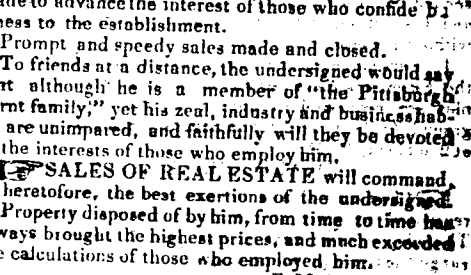 to advance the interest of those who confide
ness to the establishment.
Prompt and speedy sales made and closed.
To friends at a distance, the undersigned would say
at although he is a member of "the Pittsburgh
rnt family," yet his zeal, industry and business hab-
are unimpared, and faithfully will they be devoted
the interests of those who employ him.
☞SALES OF REAL ESTATE will command
heretofore, the best exertions of the undersigned.
Property disposed of by him, from time to time has
ways brought the highest prices, and much exceeded
e calculations of those who employed him.